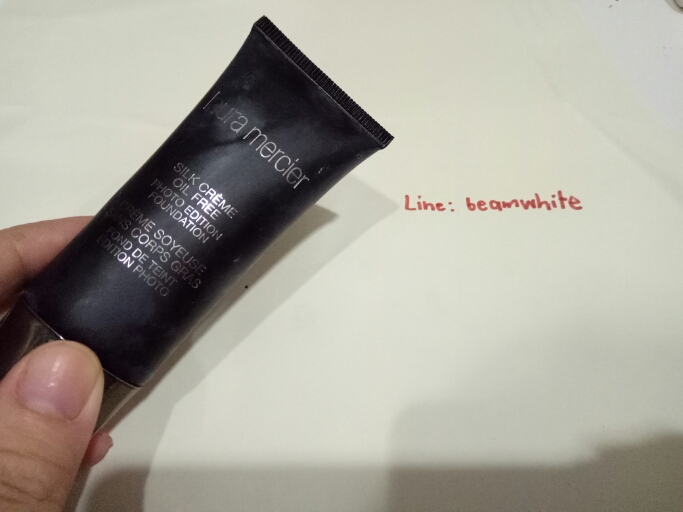 laura mercier
SILK CRÈME
OIL FREE
PHOTO EDITION
FOUNDATION
CRÈME SOYEUSE
SANS CORPS GRAS
FOND DE TEINT
ÉDITION PHOTO
Line: beamwhite